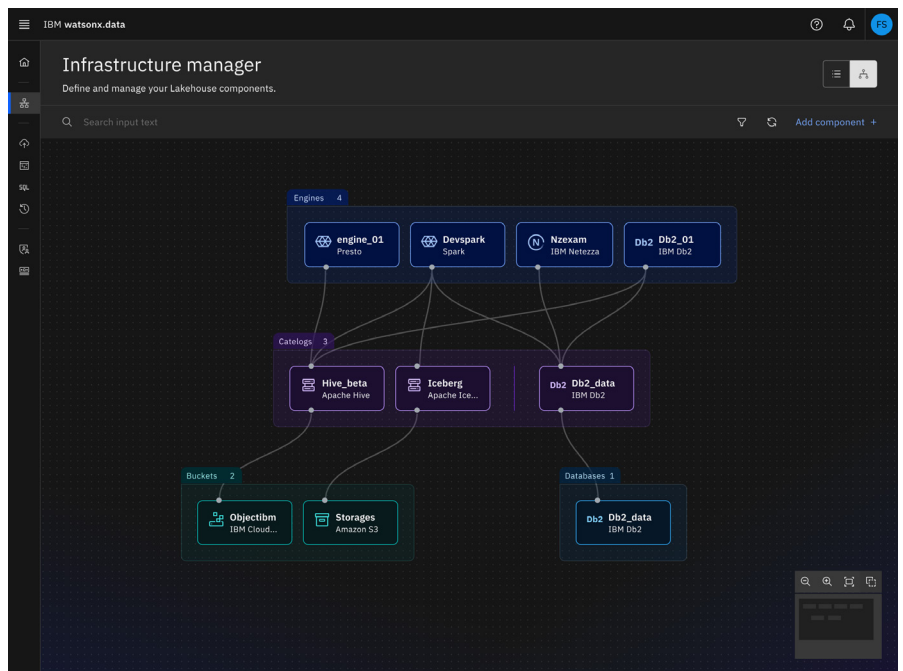 IBM watsonx.data
FS
Infrastructure manager
Define and manage your Lakehouse components.
Search input text
Add component +
SQL
Engines 4
engine_01
Presto
Devspark
Spark
N
Nzexam
IBM Netezza
Db2
Db2_01
IBM Db2
Catelogs 3
Hive_beta
Apache Hive
Iceberg
Apache Ice...
Db2
Db2_data
IBM Db2
Buckets 2
Objectibm
IBM Cloud...
Storages
Amazon S3
Databases 1
Db2
Db2_data
IBM Db2